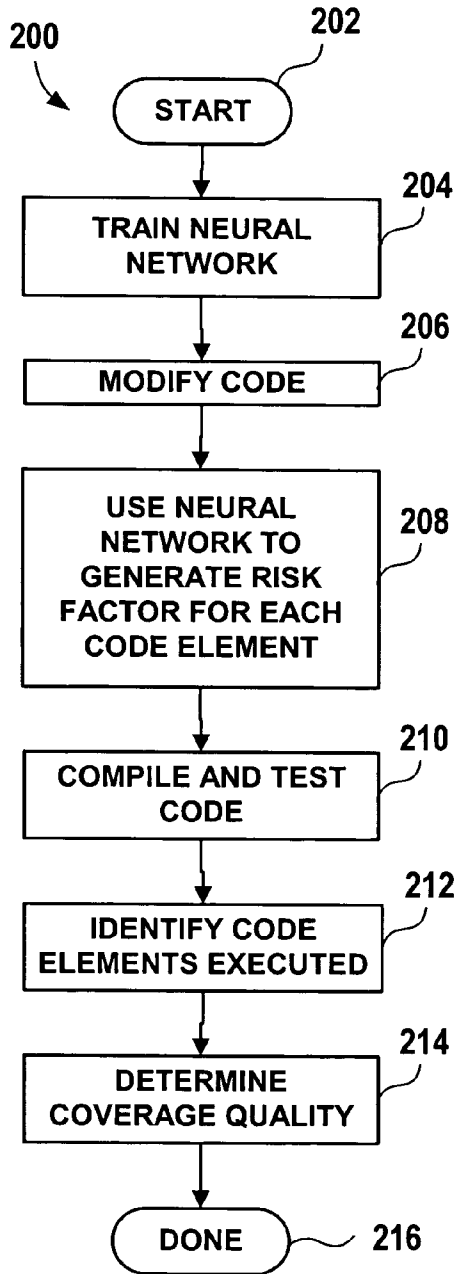 200
202
START
204
TRAIN NEURAL
NETWORK
206
MODIFY CODE
208
USE NEURAL
NETWORK TO
GENERATE RISK
FACTOR FOR EACH
CODE ELEMENT
210
COMPILE AND TEST
CODE
212
IDENTIFY CODE
ELEMENTS EXECUTED
214
DETERMINE
COVERAGE QUALITY
DONE
216